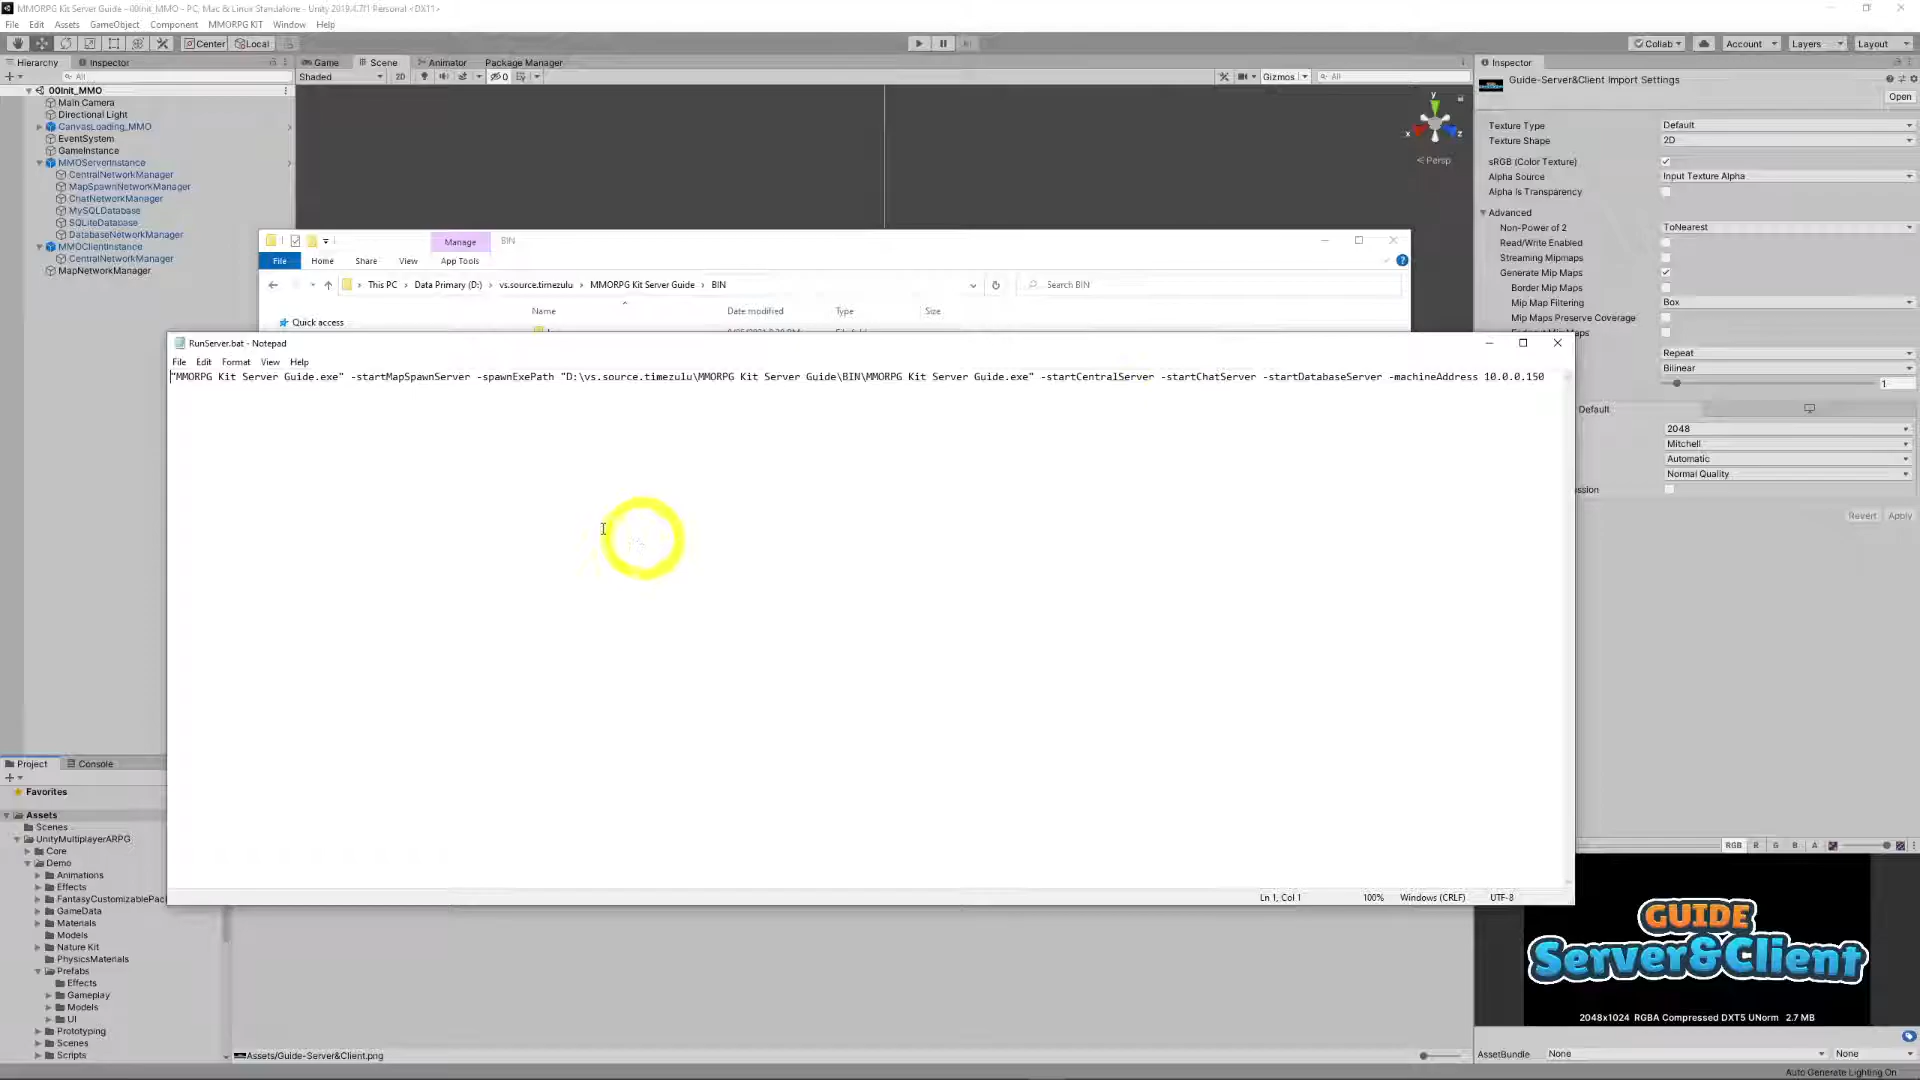 MMORPG Kit Server Guide - 00Init_MMO - PC, Mac & Linux Standalone - Unity 2019.4.7f1 Personal <DX11>
File Edit Assets GameObject Component MMORPG KIT Window Help
Center Local Collab Account Layers Layout
Hierarchy Inspector Game Scene Animator Package Manager Inspector
All Shaded 2D 0 Gizmos All
Guide-Server&Client Import Settings
Open
00Init_MMO
Main Camera
Directional Light
CanvasLoading_MMO
EventSystem
GameInstance
MMOServerInstance
CentralNetworkManager
MapSpawnNetworkManager
ChatNetworkManager
MySQLDatabase
SQLiteDatabase
DatabaseNetworkManager
MMOClientInstance
CentralNetworkManager
MapNetworkManager
y
x z
Persp
Texture Type Default
Texture Shape 2D
sRGB (Color Texture)
Alpha Source Input Texture Alpha
Alpha Is Transparency
Advanced
Non-Power of 2 ToNearest
Read/Write Enabled
Streaming Mipmaps
Generate Mip Maps
Border Mip Maps
Mip Map Filtering Box
Mip Maps Preserve Coverage
Repeat
Bilinear
1
Default
2048
Mitchell
Automatic
Normal Quality
Revert Apply
Manage BIN
File Home Share View App Tools
This PC Data Primary (D:) vs.source.timezulu MMORPG Kit Server Guide BIN Search BIN
Name Date modified Type Size
Quick access
RunServer.bat - Notepad
File Edit Format View Help
"MMORPG Kit Server Guide.exe" -startMapSpawnServer -spawnExePath "D:\vs.source.timezulu\MMORPG Kit Server Guide\BIN\MMORPG Kit Server Guide.exe" -startCentralServer -startChatServer -startDatabaseServer -machineAddress 10.0.0.150
Ln 1, Col 1 100% Windows (CRLF) UTF-8
Project Console
Favorites
Assets
Scenes
UnityMultiplayerARPG
Core
Demo
Animations
Effects
FantasyCustomizablePac
GameData
Materials
Models
Nature Kit
PhysicsMaterials
Prefabs
Effects
Gameplay
Models
UI
Prototyping
Scenes
Scripts
Assets/Guide-Server&Client.png
RGB R G B A
GUIDE
Server&Client
2048x1024 RGBA Compressed DXT5 UNorm 2.7 MB
AssetBundle None None
Auto Generate Lighting On